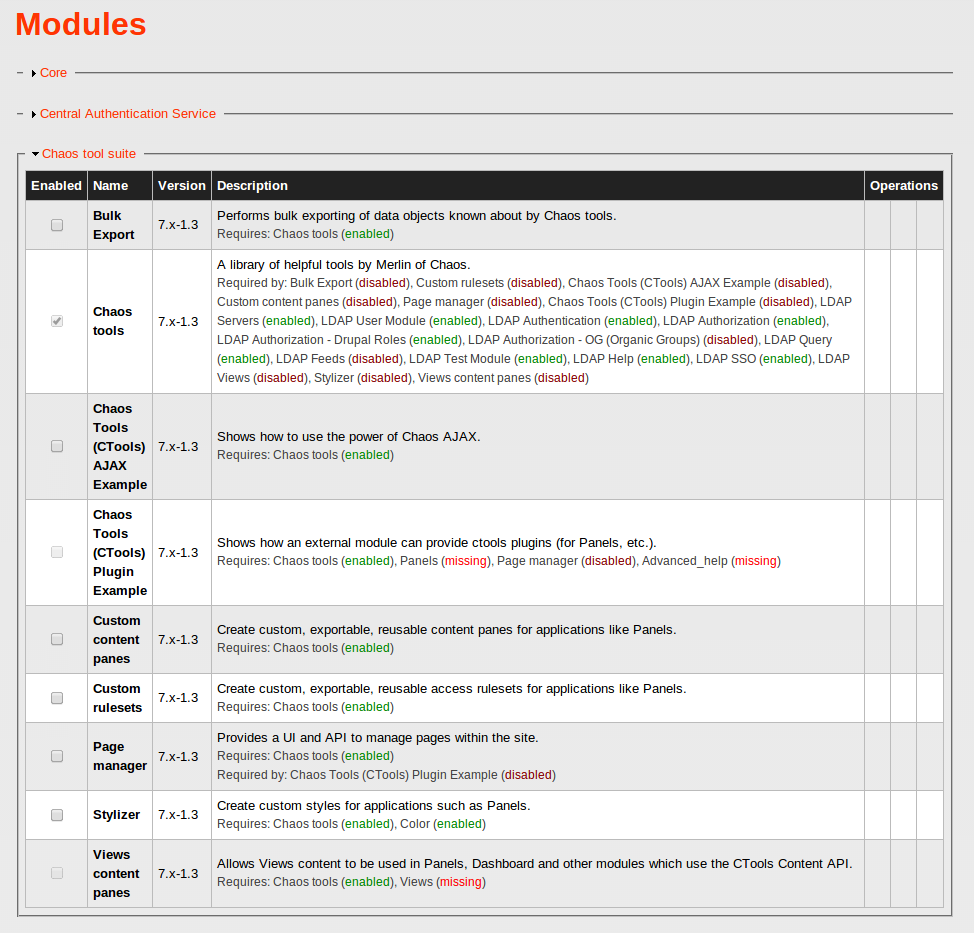 Modules
Core
Central Authentication Service
Chaos tool suite
Enabled Name Version Description Operations
Bulk
Export
7.x-1.3
Performs bulk exporting of data objects known about by Chaos tools.
Requires: Chaos tools (enabled)
Chaos
tools
7.x-1.3
A library of helpful tools by Merlin of Chaos.
Required by: Bulk Export (disabled), Custom rulesets (disabled), Chaos Tools (CTools) AJAX Example (disabled),
Custom content panes (disabled), Page manager (disabled), Chaos Tools (CTools) Plugin Example (disabled), LDAP
Servers (enabled), LDAP User Module (enabled), LDAP Authentication (enabled), LDAP Authorization (enabled),
LDAP Authorization - Drupal Roles (enabled), LDAP Authorization - OG (Organic Groups) (disabled), LDAP Query
(enabled), LDAP Feeds (disabled), LDAP Test Module (enabled), LDAP Help (enabled), LDAP SSO (enabled), LDAP
Views (disabled), Stylizer (disabled), Views content panes (disabled)
Chaos
Tools
(CTools)
AJAX
Example
7.x-1.3
Shows how to use the power of Chaos AJAX.
Requires: Chaos tools (enabled)
Chaos
Tools
(CTools)
Plugin
Example
7.x-1.3
Shows how an external module can provide ctools plugins (for Panels, etc.).
Requires: Chaos tools (enabled), Panels (missing), Page manager (disabled), Advanced_help (missing)
Custom
content
panes
7.x-1.3
Create custom, exportable, reusable content panes for applications like Panels.
Requires: Chaos tools (enabled)
Custom
rulesets
7.x-1.3
Create custom, exportable, reusable access rulesets for applications like Panels.
Requires: Chaos tools (enabled)
Page
manager
7.x-1.3
Provides a UI and API to manage pages within the site.
Requires: Chaos tools (enabled)
Required by: Chaos Tools (CTools) Plugin Example (disabled)
Stylizer
7.x-1.3
Create custom styles for applications such as Panels.
Requires: Chaos tools (enabled), Color (enabled)
Views
content
panes
7.x-1.3
Allows Views content to be used in Panels, Dashboard and other modules which use the CTools Content API.
Requires: Chaos tools (enabled), Views (missing)